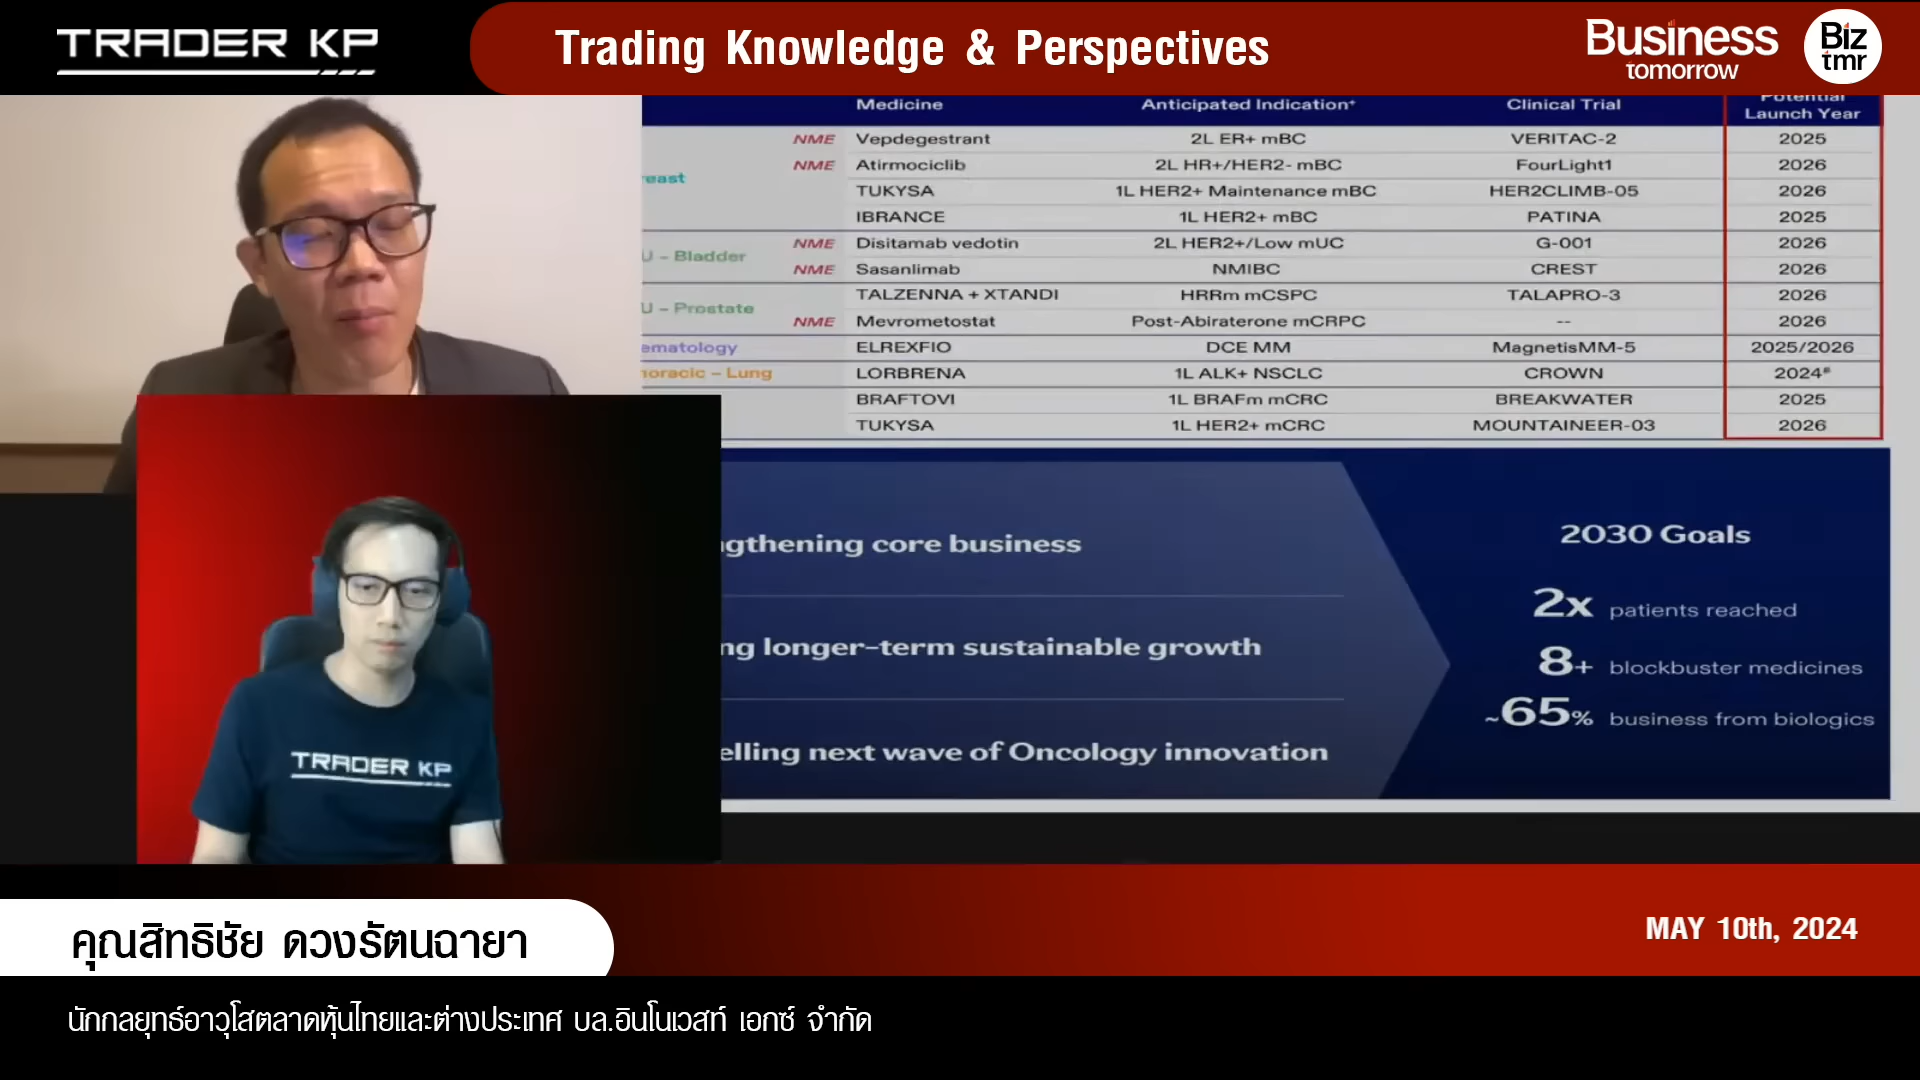 TRADER KP
Trading Knowledge & Perspectives
Business
tomorrow
Biz
tmr
Medicine Anticipated Indication+ Clinical Trial Potential
Launch Year
NME Vepdegestrant 2L ER+ mBC VERITAC-2 2025
reast
NME Atirmociclib 2L HR+/HER2- mBC FourLight1 2026
TUKYSA 1L HER2+ Maintenance mBC HER2CLIMB-05 2026
IBRANCE 1L HER2+ mBC PATINA 2025
U - Bladder
NME Disitamab vedotin 2L HER2+/Low mUC G-001 2026
NME Sasanlimab NMIBC CREST 2026
U - Prostate
TALZENNA + XTANDI HRRm mCSPC TALAPRO-3 2026
NME Mevrometostat Post-Abiraterone mCRPC -- 2026
ematology ELREXFIO DCE MM MagnetisMM-5 2025/2026
horacic - Lung LORBRENA 1L ALK+ NSCLC CROWN 2024#
BRAFTOVI 1L BRAFm mCRC BREAKWATER 2025
TUKYSA 1L HER2+ mCRC MOUNTAINEER-03 2026
ngthening core business
ng longer-term sustainable growth
elling next wave of Oncology innovation
2030 Goals
2x patients reached
8+ blockbuster medicines
~65% business from biologics
TRADER KP
คุณสิทธิชัย ดวงรัตนฉายา
MAY 10th, 2024
นักกลยุทธ์อาวุโสตลาดหุ้นไทยและต่างประเทศ บล.อินโนเวสท์ เอกซ์ จำกัด